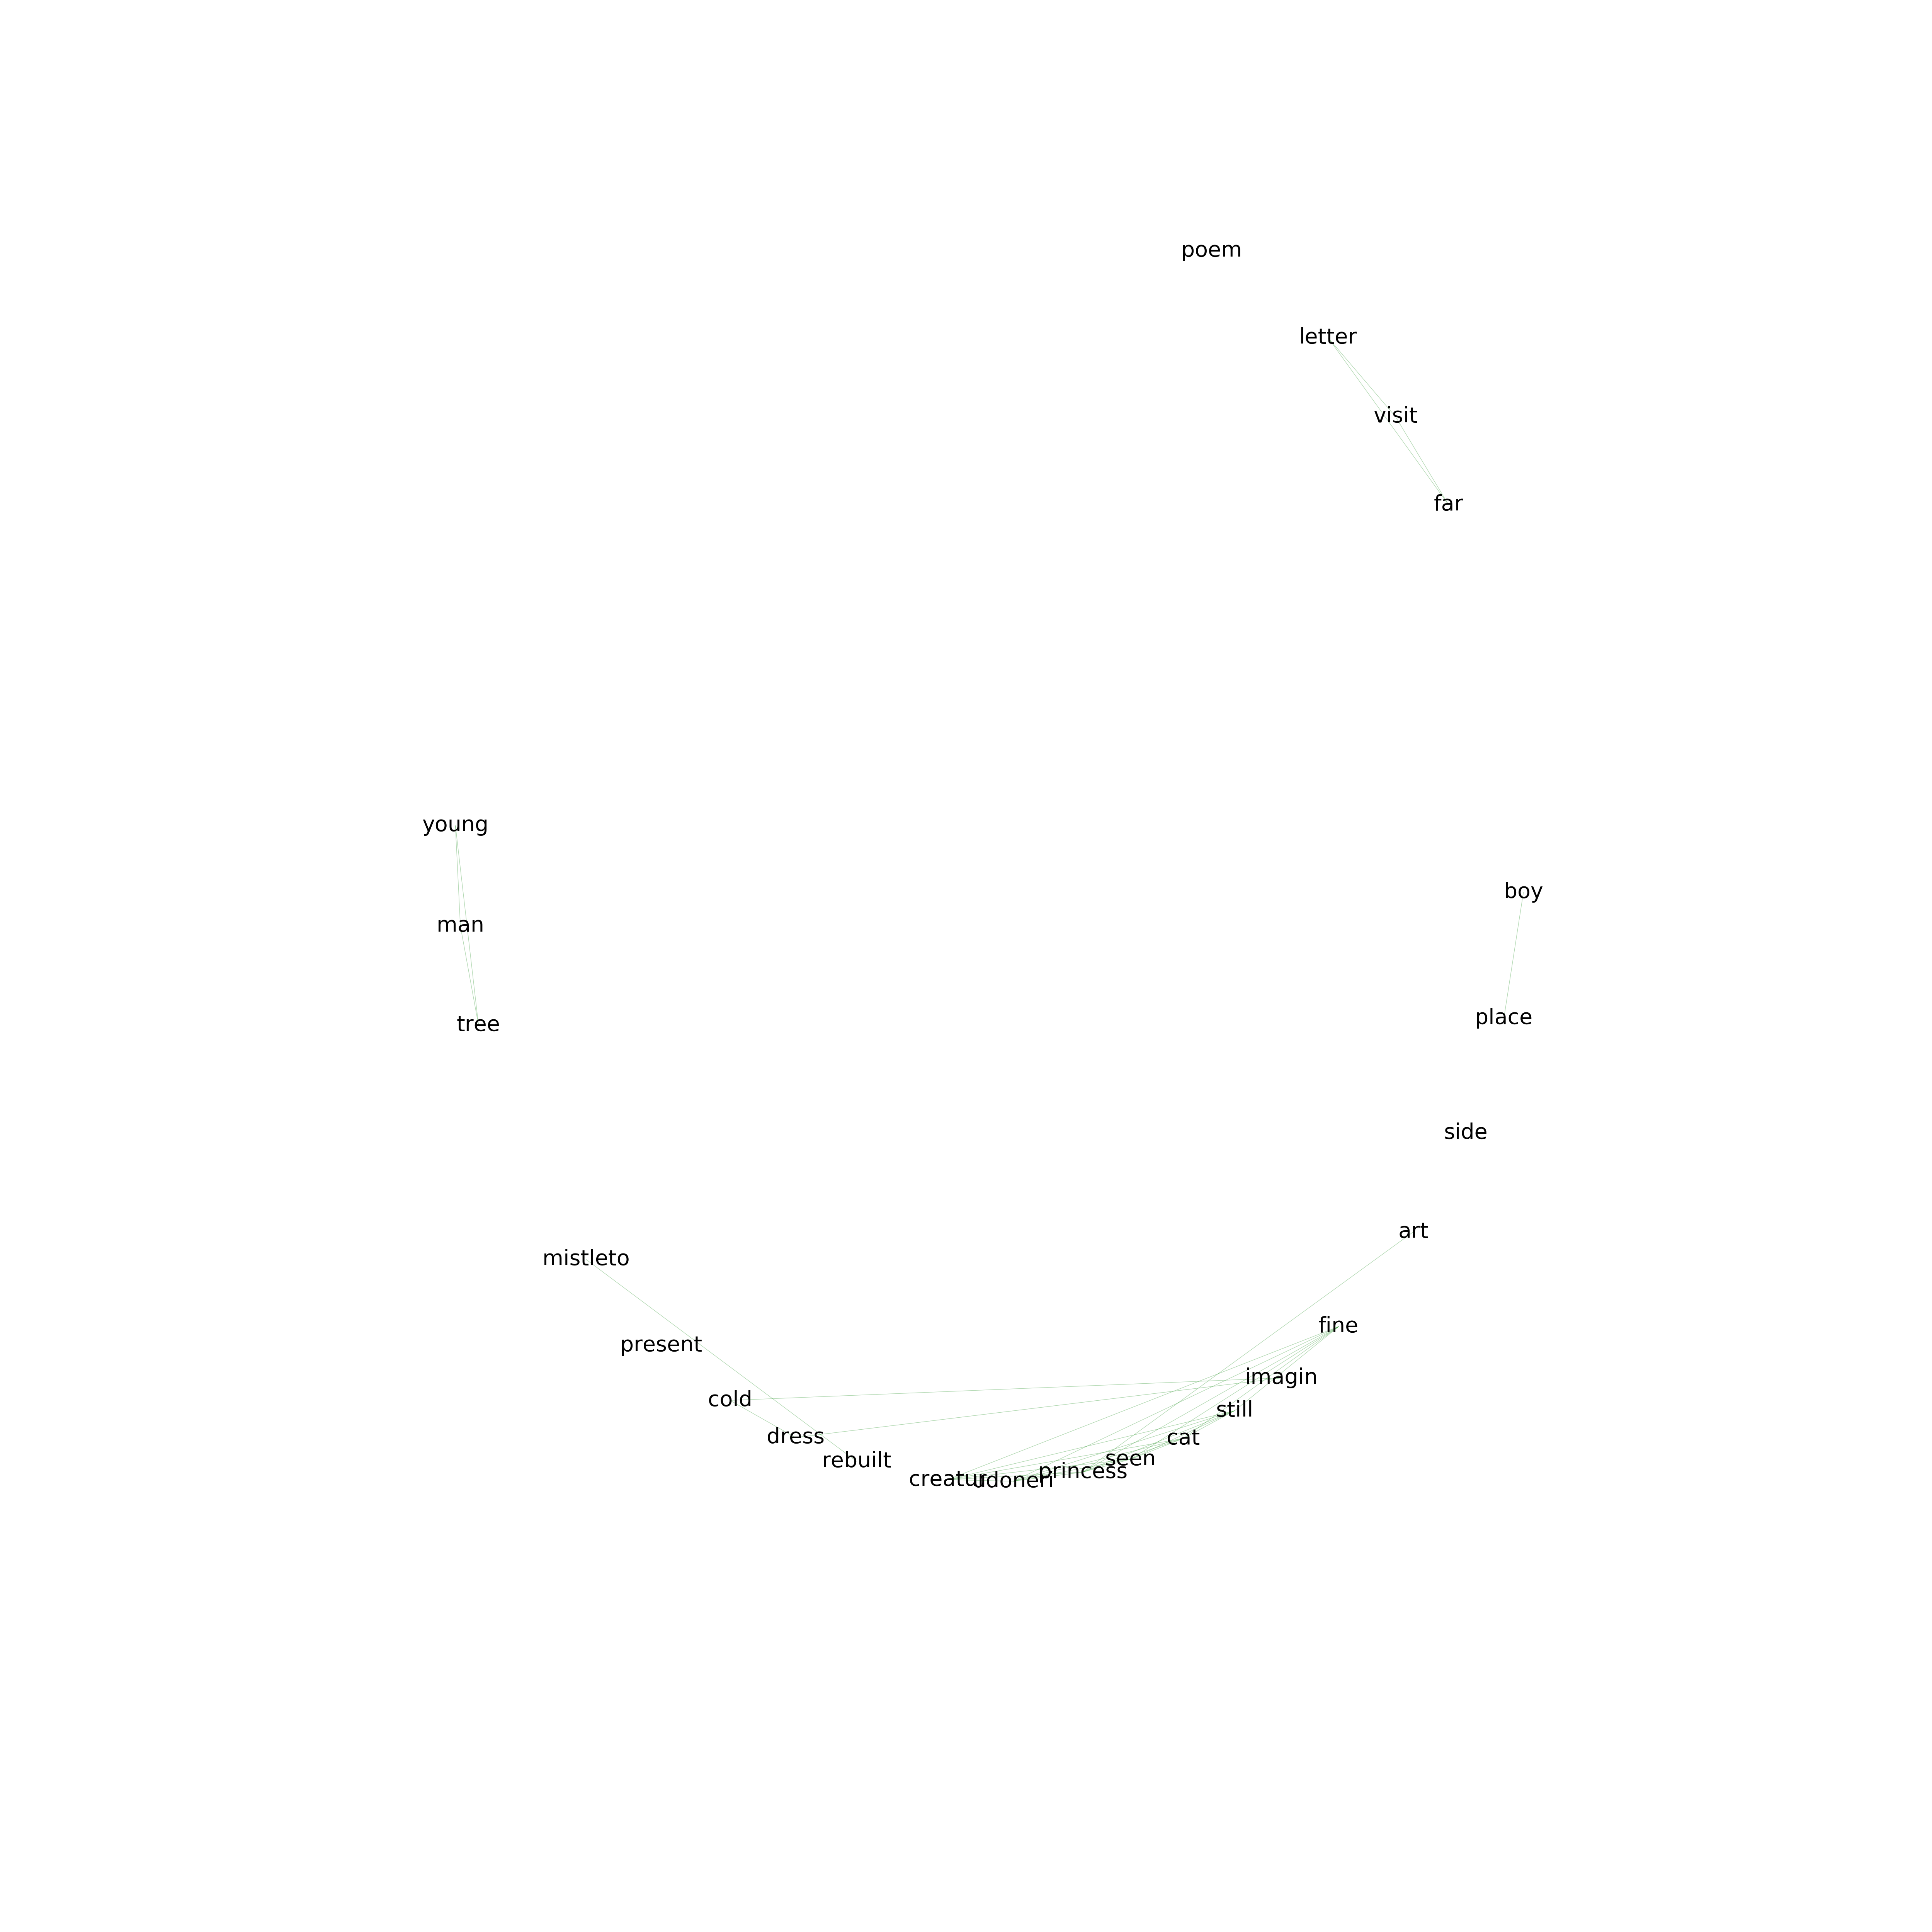 poem
letter
visit
far
young
boy
man
place
tree
side
art
mistleto
fine
present
imagin
cold
still
dress
cat
seen
rebuilt
princess
creatur